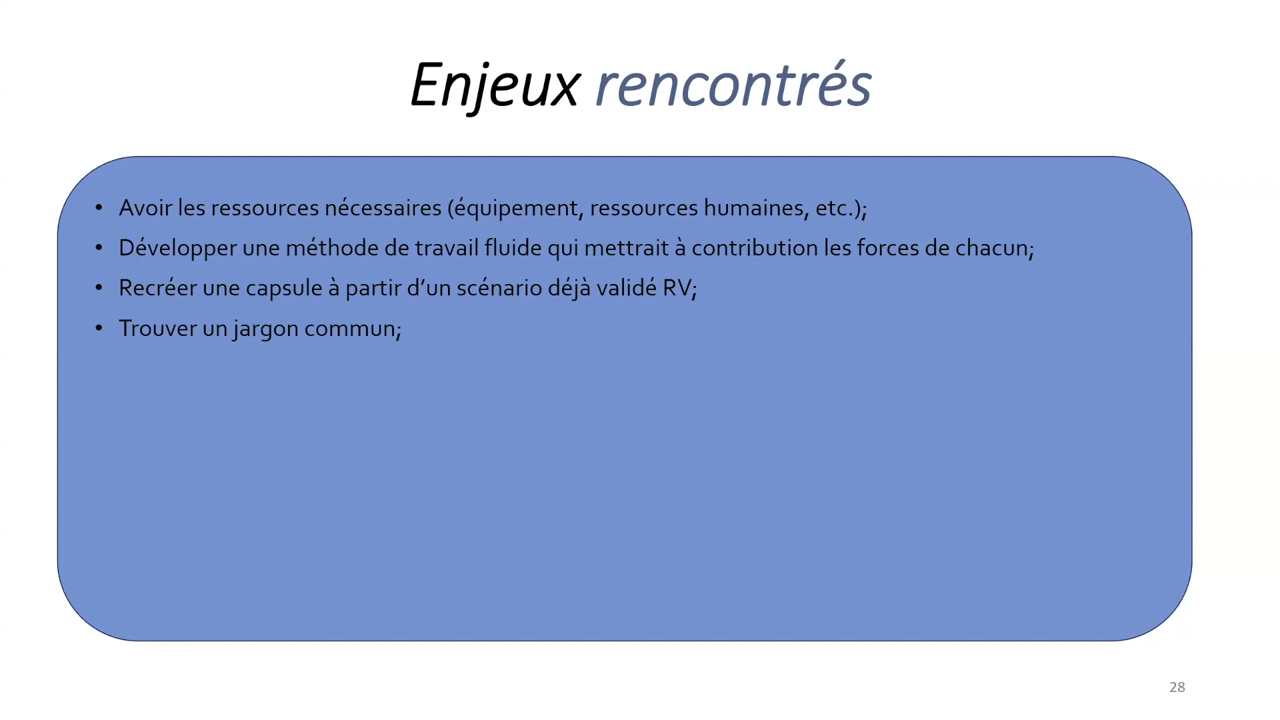 Enjeux rencontrés
• Avoir les ressources nécessaires (équipement, ressources humaines, etc.);
• Développer une méthode de travail fluide qui mettrait à contribution les forces de chacun;
• Recréer une capsule à partir d’un scénario déjà validé RV;
• Trouver un jargon commun;
28